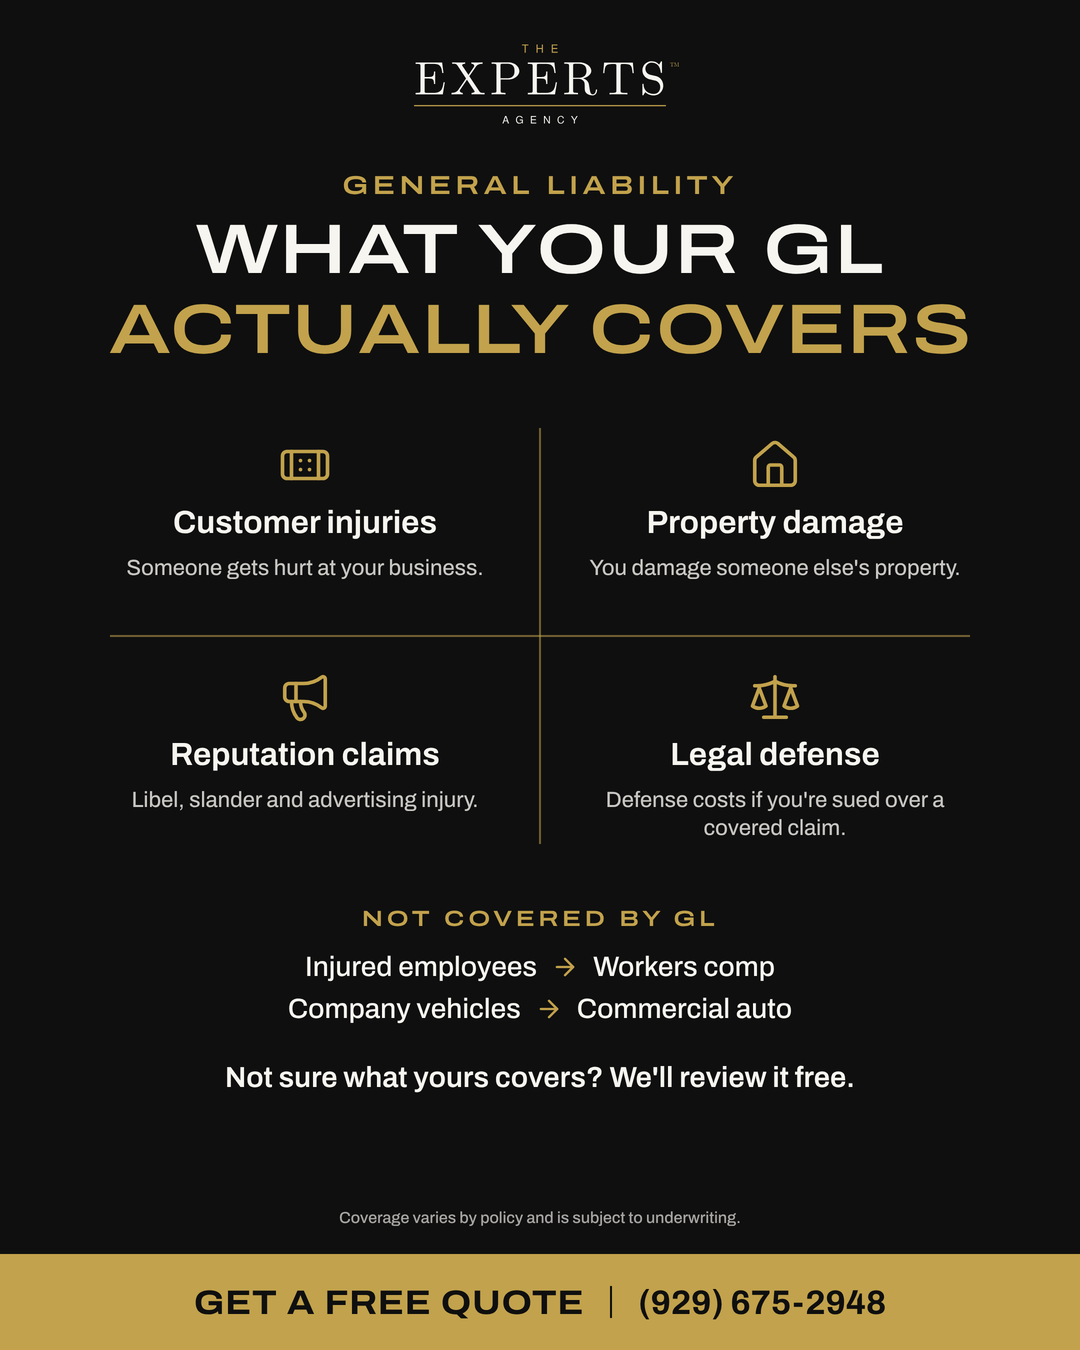 THE
EXPERTS™
AGENCY
GENERAL LIABILITY
WHAT YOUR GL
ACTUALLY COVERS
Customer injuries
Someone gets hurt at your business.
Property damage
You damage someone else's property.
Reputation claims
Libel, slander and advertising injury.
Legal defense
Defense costs if you're sued over a
covered claim.
NOT COVERED BY GL
Injured employees → Workers comp
Company vehicles → Commercial auto
Not sure what yours covers? We'll review it free.
Coverage varies by policy and is subject to underwriting.
GET A FREE QUOTE | (929) 675-2948